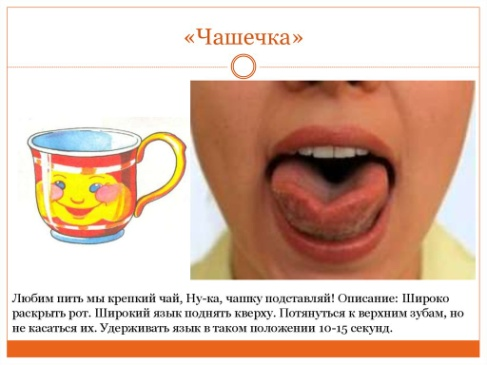 «Чашечка»
Любим пить мы крепкий чай, Ну-ка, чашку подставляй! Описание: Широко
раскрыть рот. Широкий язык поднять кверху. Потянуться к верхним зубам, но
не касаться их. Удерживать язык в таком положении 10-15 секунд.